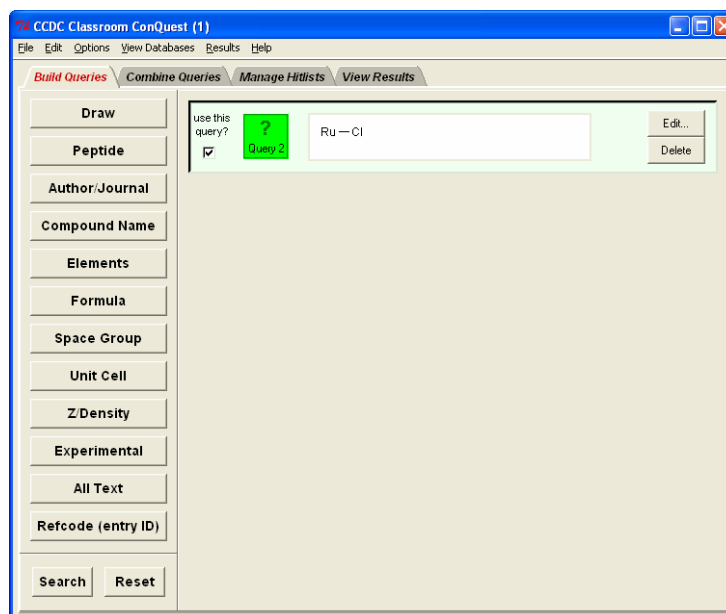 CCDC Classroom ConQuest (1)
File Edit Options View Databases Results Help
Build Queries Combine Queries Manage Hitlists View Results
Draw
Peptide
Author/Journal
Compound Name
Elements
Formula
Space Group
Unit Cell
Z/Density
Experimental
All Text
Refcode (entry ID)
Search Reset
use this
query?
?
Query 2
Ru—Cl
Edit...
Delete